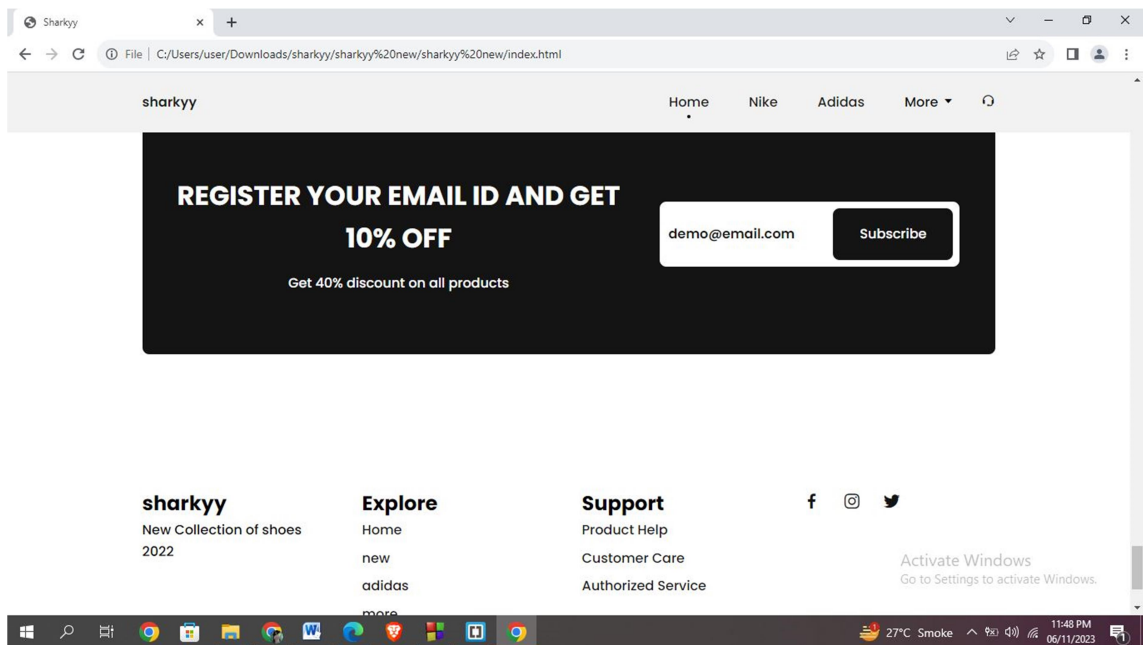 Sharkyy
File
C:/Users/user/Downloads/sharkyy/sharkyy%20new/sharkyy%20new/index.html
sharkyy
Home
Nike
Adidas
More
REGISTER YOUR EMAIL ID AND GET
10% OFF
Get 40% discount on all products
demo@email.com
Subscribe
sharkyy
New Collection of shoes
2022
Explore
Home
new
adidas
more
Support
Product Help
Customer Care
Authorized Service
Activate Windows
Go to Settings to activate Windows.
27°C Smoke
11:48 PM
06/11/2023